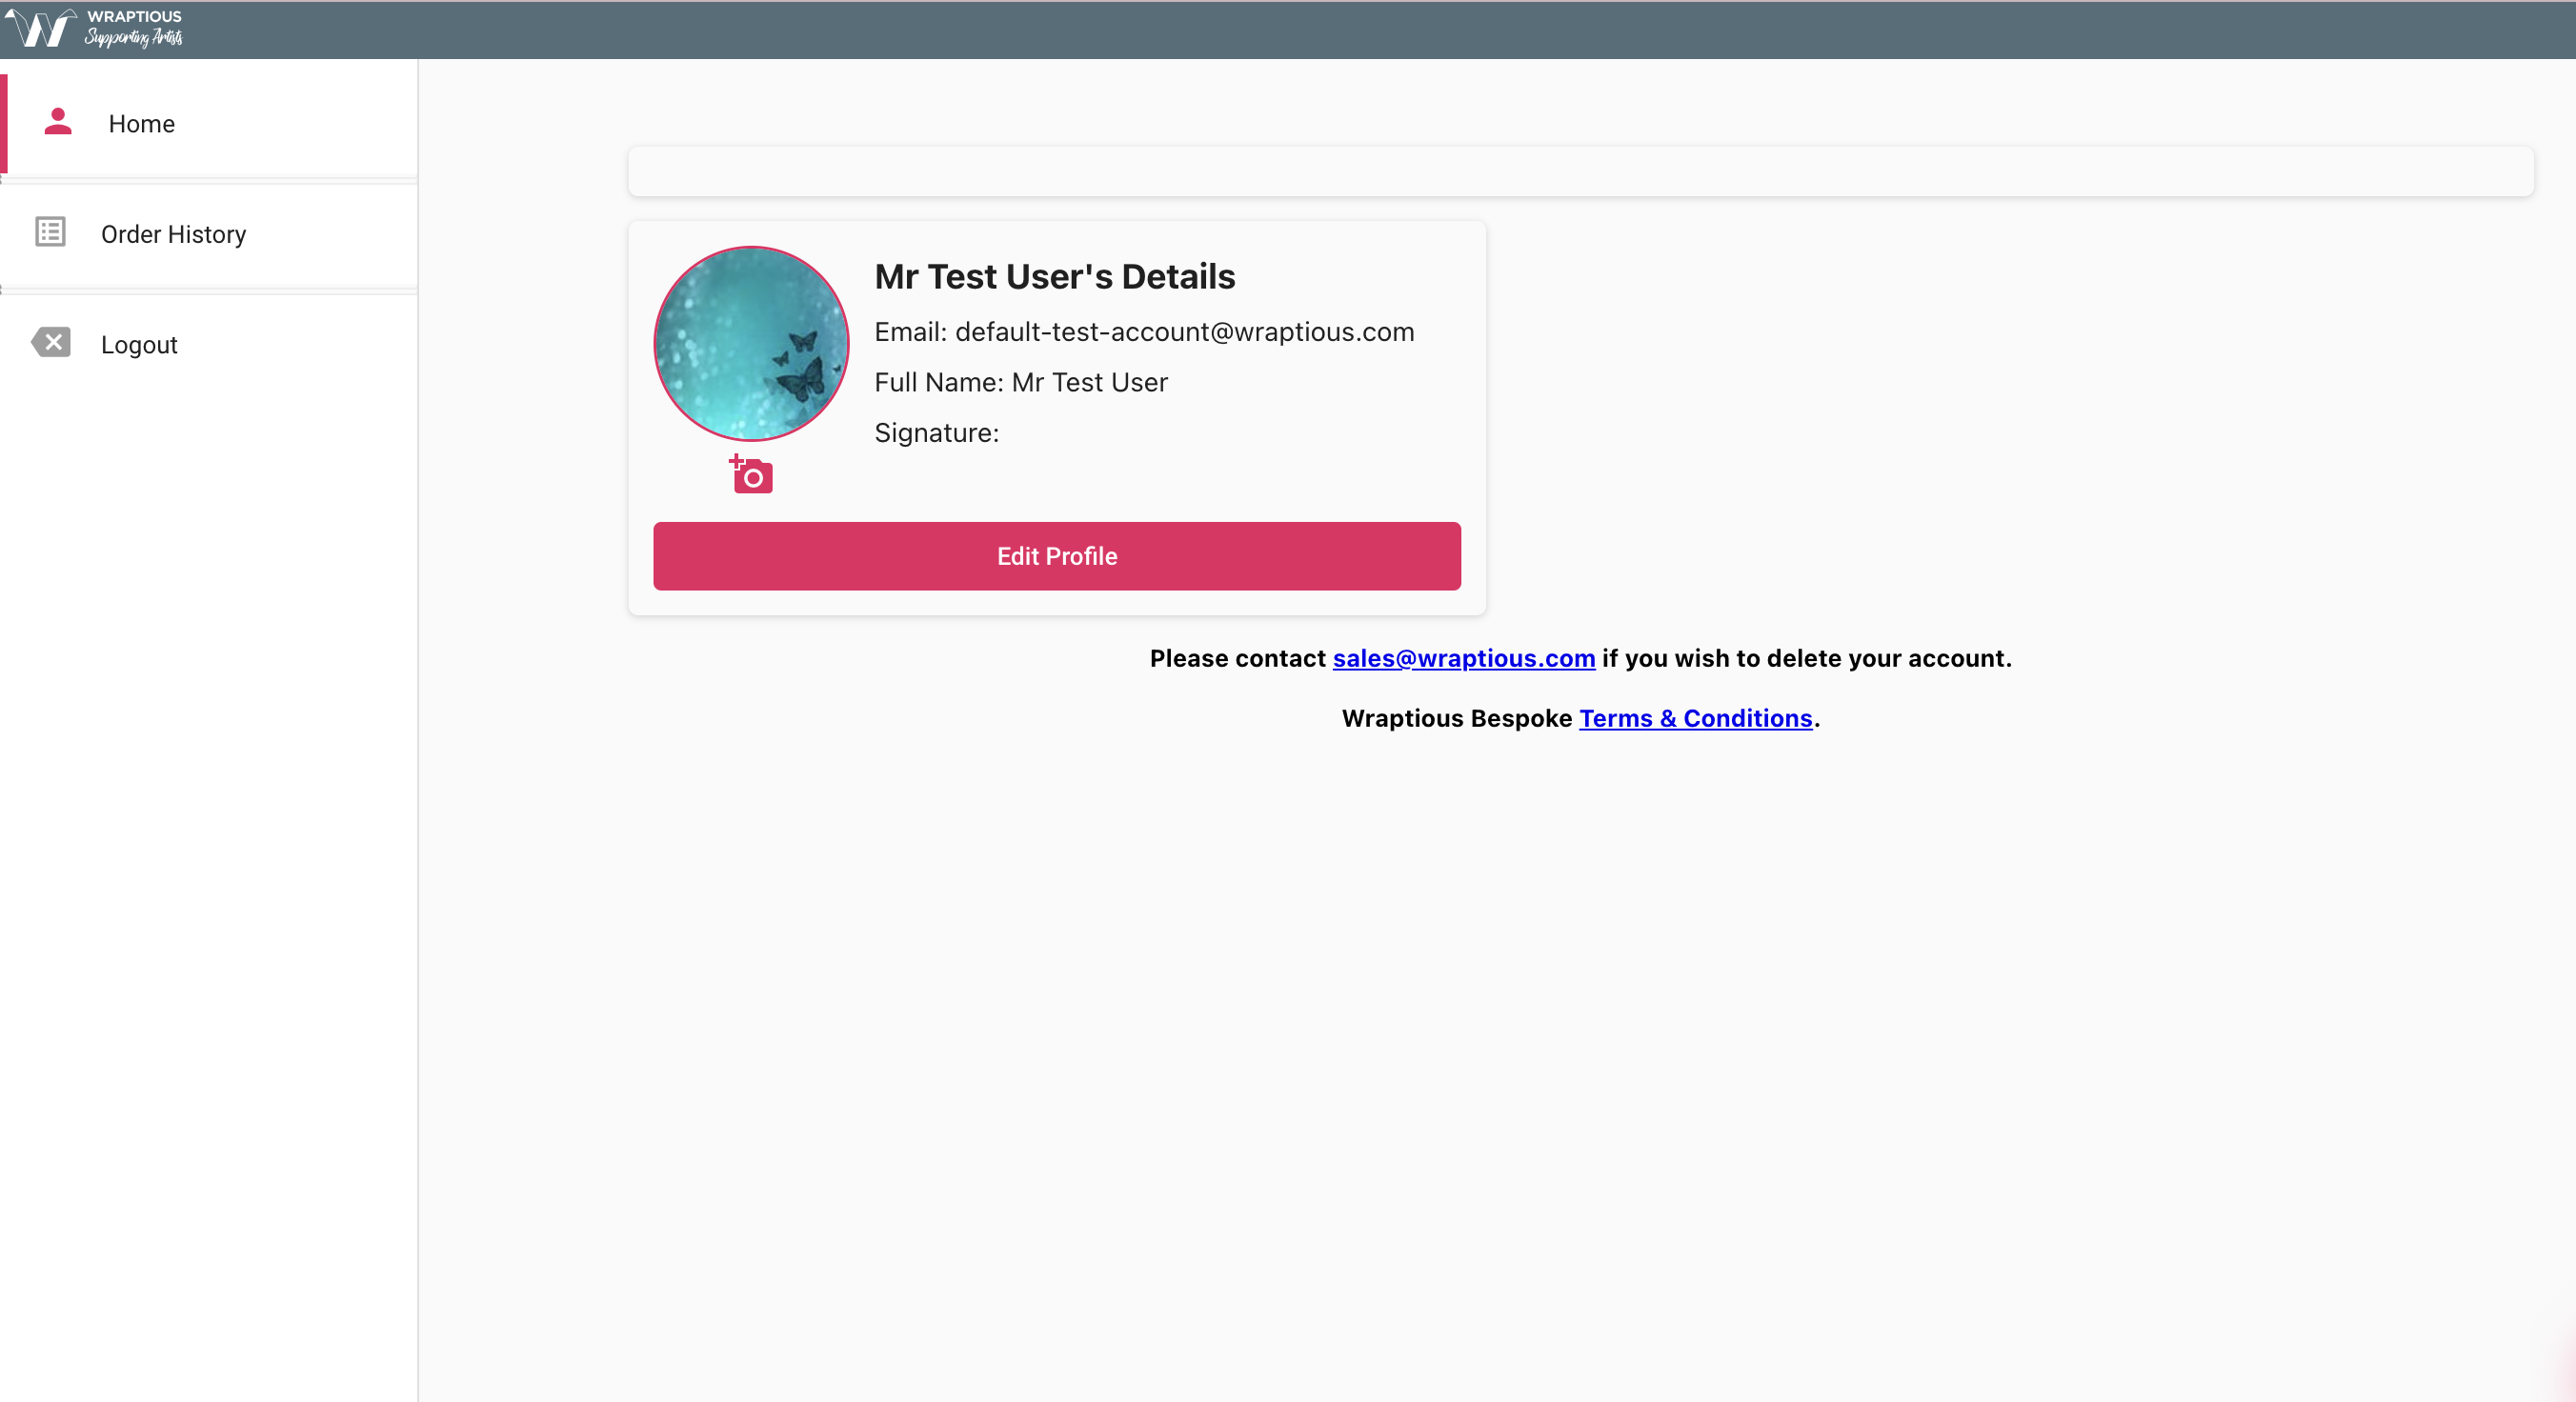 WRAPTIOUS
Supporting Artists
Home
Order History
Logout
Mr Test User's Details
Email: default-test-account@wraptious.com
Full Name: Mr Test User
Signature:
Edit Profile
Please contact sales@wraptious.com if you wish to delete your account.
Wraptious Bespoke Terms & Conditions.